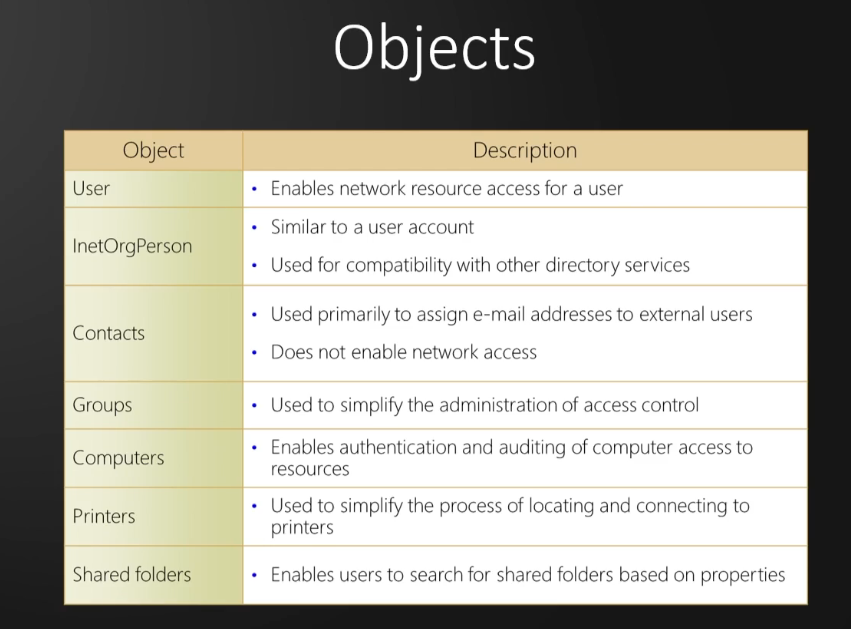 Objects
Object Description
User
• Enables network resource access for a user
InetOrgPerson
• Similar to a user account
• Used for compatibility with other directory services
Contacts
• Used primarily to assign e-mail addresses to external users
• Does not enable network access
Groups
• Used to simplify the administration of access control
Computers
• Enables authentication and auditing of computer access to
resources
Printers
• Used to simplify the process of locating and connecting to
printers
Shared folders
• Enables users to search for shared folders based on properties